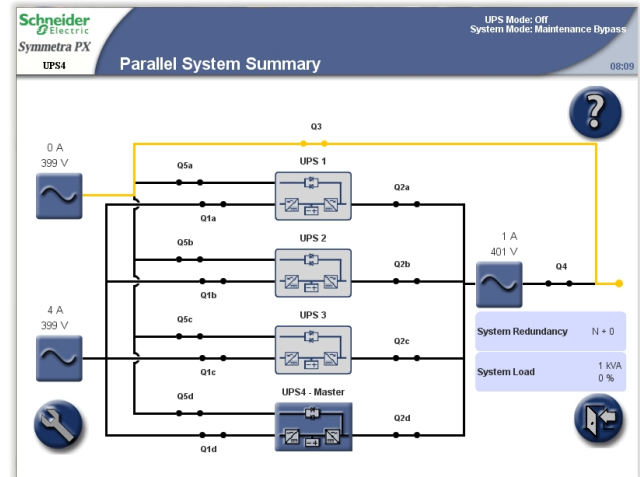 Schneider
Electric
Symmetra PX
UPS4
Parallel System Summary
UPS Mode: Off
System Mode: Maintenance Bypass
08:09
?
Q3
0 A
399 V
Q5a
UPS 1
Q1a
Q2a
Q5b
UPS 2
Q1b
Q2b
1 A
401 V
Q4
4 A
399 V
Q5c
UPS 3
Q1c
Q2c
System Redundancy N + 0
System Load 1 kVA
0 %
Q5d
UPS4 - Master
Q1d
Q2d